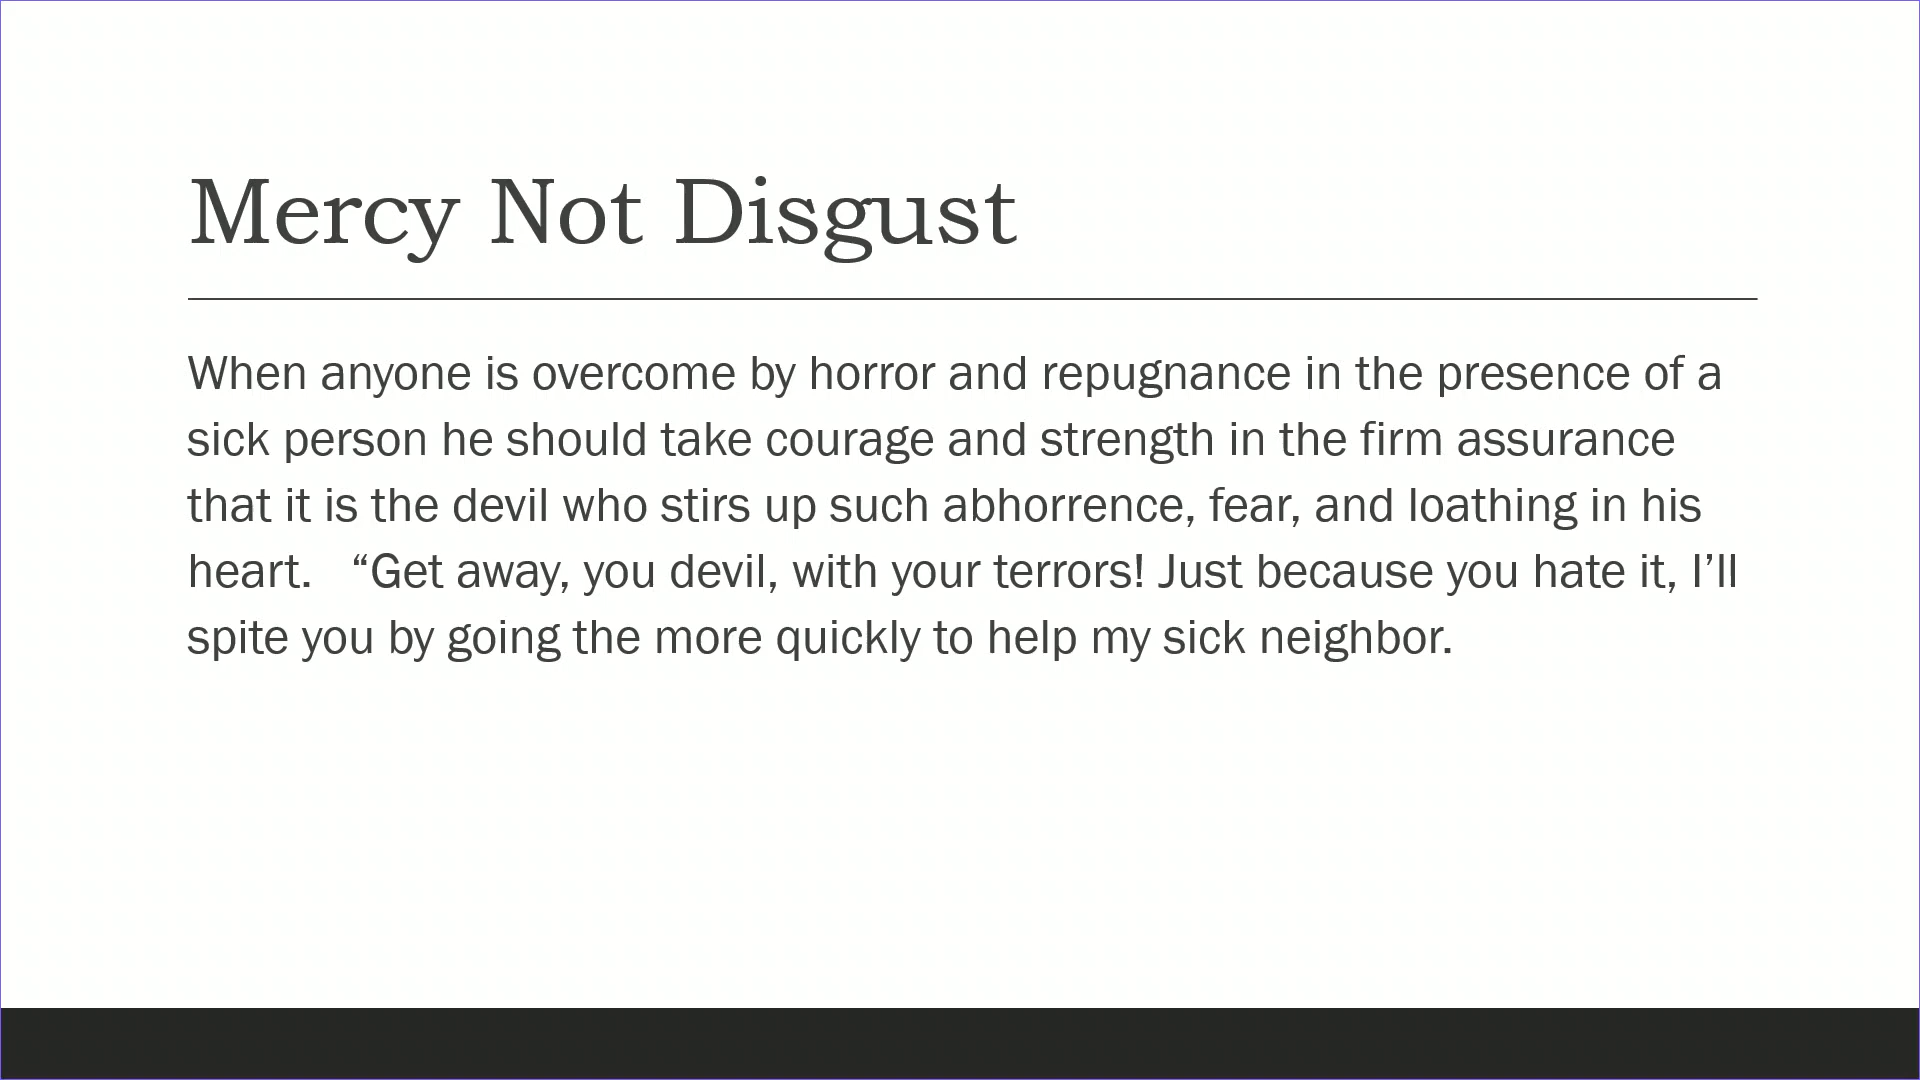 Mercy Not Disgust
When anyone is overcome by horror and repugnance in the presence of a
sick person he should take courage and strength in the firm assurance
that it is the devil who stirs up such abhorrence, fear, and loathing in his
heart.   “Get away, you devil, with your terrors! Just because you hate it, I’ll
spite you by going the more quickly to help my sick neighbor.